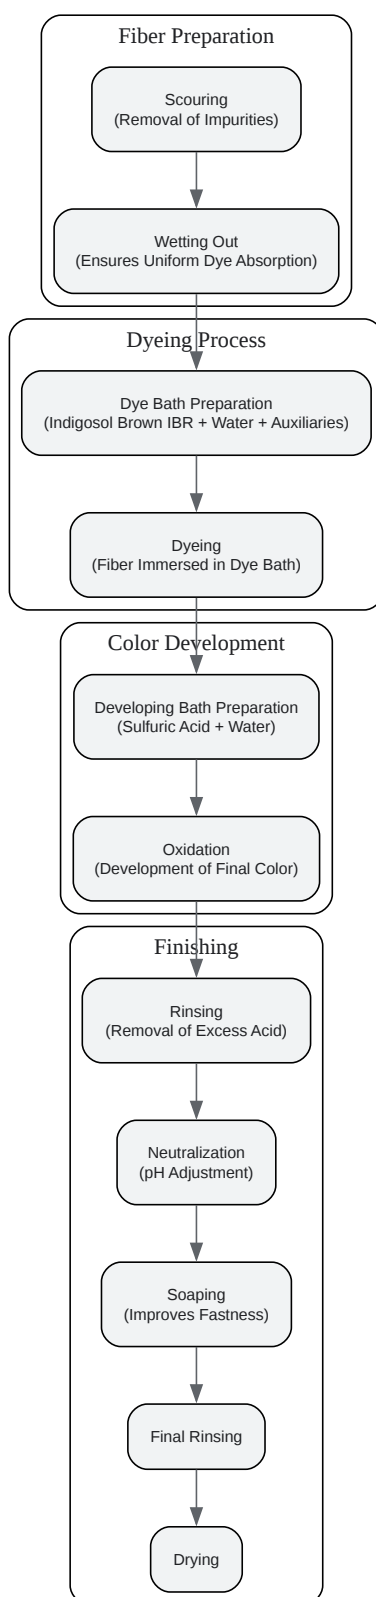 Fiber Preparation
Scouring
(Removal of Impurities)
Wetting Out
(Ensures Uniform Dye Absorption)
Dyeing Process
Dye Bath Preparation
(Indigosol Brown IBR + Water + Auxiliaries)
Dyeing
(Fiber Immersed in Dye Bath)
Color Development
Developing Bath Preparation
(Sulfuric Acid + Water)
Oxidation
(Development of Final Color)
Finishing
Rinsing
(Removal of Excess Acid)
Neutralization
(pH Adjustment)
Soaping
(Improves Fastness)
Final Rinsing
Drying